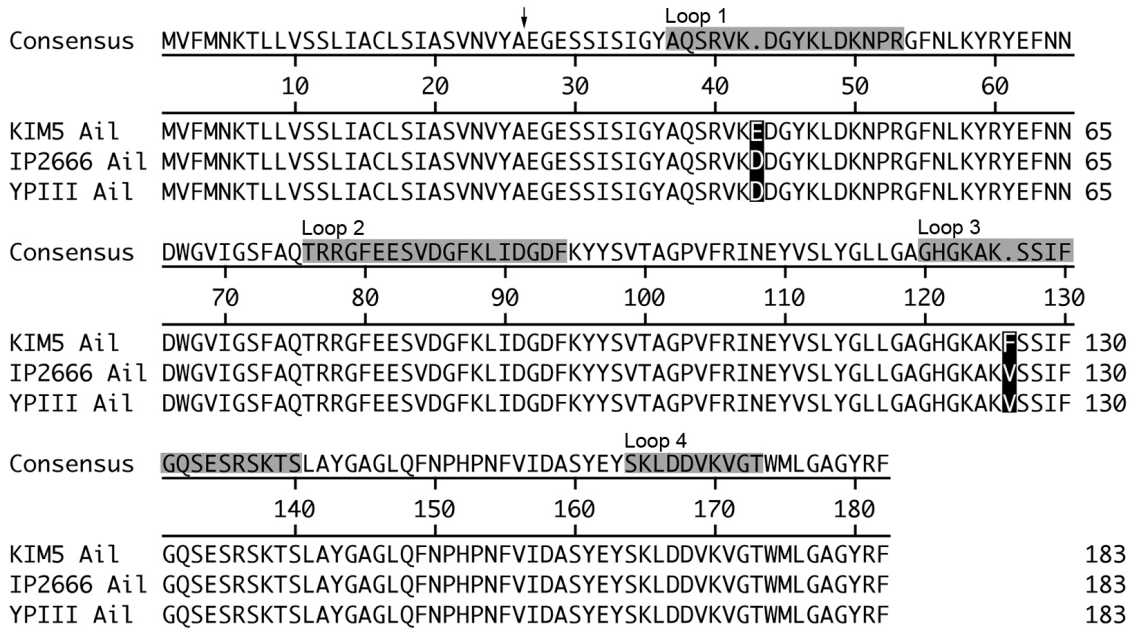 Loop 1
Consensus MVFMNKTLLVSSLIACLSIASVNVYAEGESSISIGYAQSRVK.DGYKLDKNPRGFNLKYRYEFNN
10 20 30 40 50 60
KIM5 Ail MVFMNKTLLVSSLIACLSIASVNVYAEGESSISIGYAQSRVKEDGYKLDKNPRGFNLKYRYEFNN 65
IP2666 Ail MVFMNKTLLVSSLIACLSIASVNVYAEGESSISIGYAQSRVKDDGYKLDKNPRGFNLKYRYEFNN 65
YPIII Ail MVFMNKTLLVSSLIACLSIASVNVYAEGESSISIGYAQSRVKDDGYKLDKNPRGFNLKYRYEFNN 65
Loop 2 Loop 3
Consensus DWGVIGSFAQTRRGFEESVDGFKLIDGDFKYYSVTAGPVFRINEYVSLYGLLGAGHGKAK.SSIF
70 80 90 100 110 120 130
KIM5 Ail DWGVIGSFAQTRRGFEESVDGFKLIDGDFKYYSVTAGPVFRINEYVSLYGLLGAGHGKAKFSSIF 130
IP2666 Ail DWGVIGSFAQTRRGFEESVDGFKLIDGDFKYYSVTAGPVFRINEYVSLYGLLGAGHGKAKVSSIF 130
YPIII Ail DWGVIGSFAQTRRGFEESVDGFKLIDGDFKYYSVTAGPVFRINEYVSLYGLLGAGHGKAKVSSIF 130
Loop 4
Consensus GQSESRSKTSLAYGAGLQFNPHPNFVIDASYEYSKLDDVKVGTWMLGAGYRF
140 150 160 170 180
KIM5 Ail GQSESRSKTSLAYGAGLQFNPHPNFVIDASYEYSKLDDVKVGTWMLGAGYRF 183
IP2666 Ail GQSESRSKTSLAYGAGLQFNPHPNFVIDASYEYSKLDDVKVGTWMLGAGYRF 183
YPIII Ail GQSESRSKTSLAYGAGLQFNPHPNFVIDASYEYSKLDDVKVGTWMLGAGYRF 183